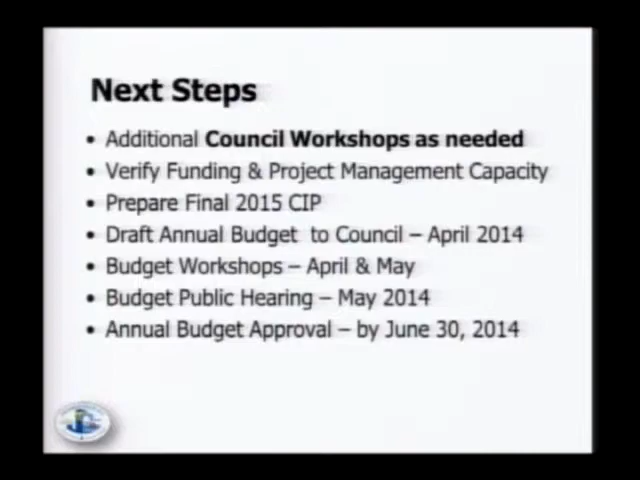 Next Steps
• Additional Council Workshops as needed
• Verify Funding & Project Management Capacity
• Prepare Final 2015 CIP
• Draft Annual Budget to Council – April 2014
• Budget Workshops – April & May
• Budget Public Hearing – May 2014
• Annual Budget Approval – by June 30, 2014